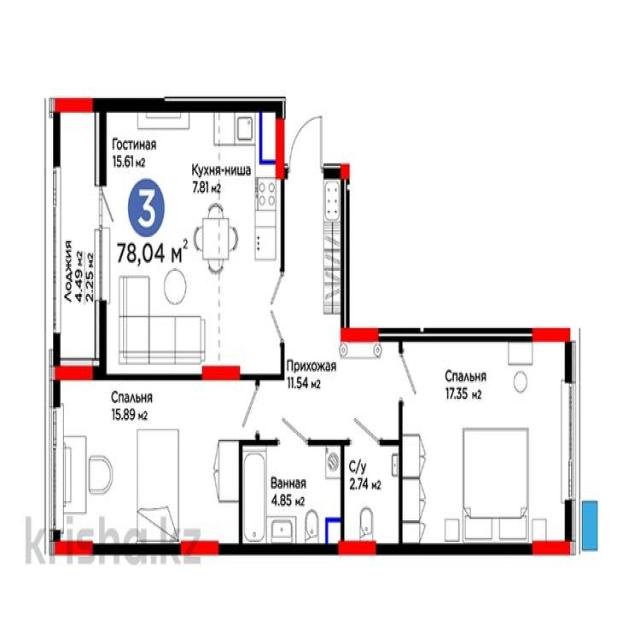 Гостиная
15.61 м2
Кухня-ниша
7.81 м2
3
78,04 м2
Лоджия
4.49 м2
2.25 м2
Прихожая
11.54 м2
Спальня
17.35 м2
Спальня
15.89 м2
Ванная
4.85 м2
С/у
2.74 м2
krisha.kz